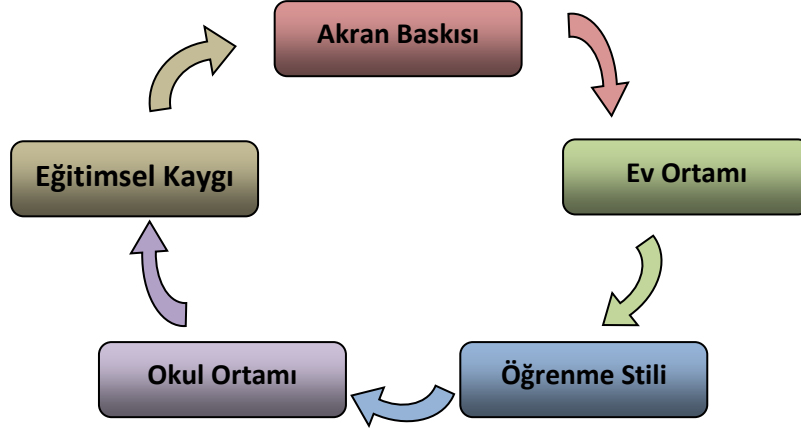 Akran Baskısı
Ev Ortamı
Öğrenme Stili
Okul Ortamı
Eğitimsel Kaygı